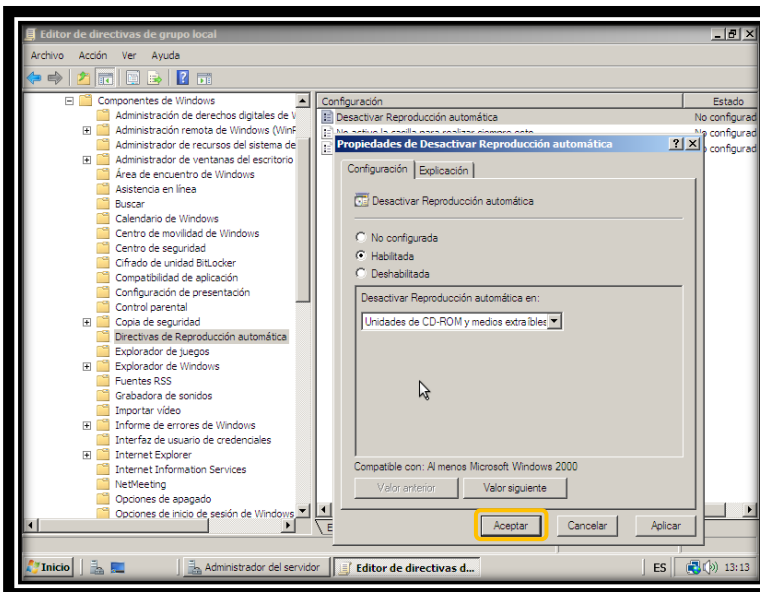 Editor de directivas de grupo local
Archivo Acción Ver Ayuda
Componentes de Windows
Administración de derechos digitales de
Administración remota de Windows (WinR
Administrador de recursos del sistema de
Administrador de ventanas del escritorio
Área de encuentro de Windows
Asistencia en línea
Buscar
Calendario de Windows
Centro de movilidad de Windows
Centro de seguridad
Cifrado de unidad BitLocker
Compatibilidad de aplicación
Configuración de presentación
Control parental
Copia de seguridad
Directivas de Reproducción automática
Explorador de juegos
Explorador de Windows
Fuentes RSS
Grabadora de sonidos
Importar vídeo
Informe de errores de Windows
Interfaz de usuario de credenciales
Internet Explorer
Internet Information Services
NetMeeting
Opciones de apagado
Opciones de inicio de sesión de Windows
Configuración Estado
Desactivar Reproducción automática No configurad
No active la casilla para realizar siempre esto No configurad
configurad
Propiedades de Desactivar Reproducción automática
Configuración Explicación
Desactivar Reproducción automática
No configurada
Habilitada
Deshabilitada
Desactivar Reproducción automática en:
Unidades de CD-ROM y medios extraíbles
Compatible con: Al menos Microsoft Windows 2000
Valor anterior Valor siguiente
Aceptar Cancelar Aplicar
Inicio Administrador del servidor Editor de directivas d... ES 13:13